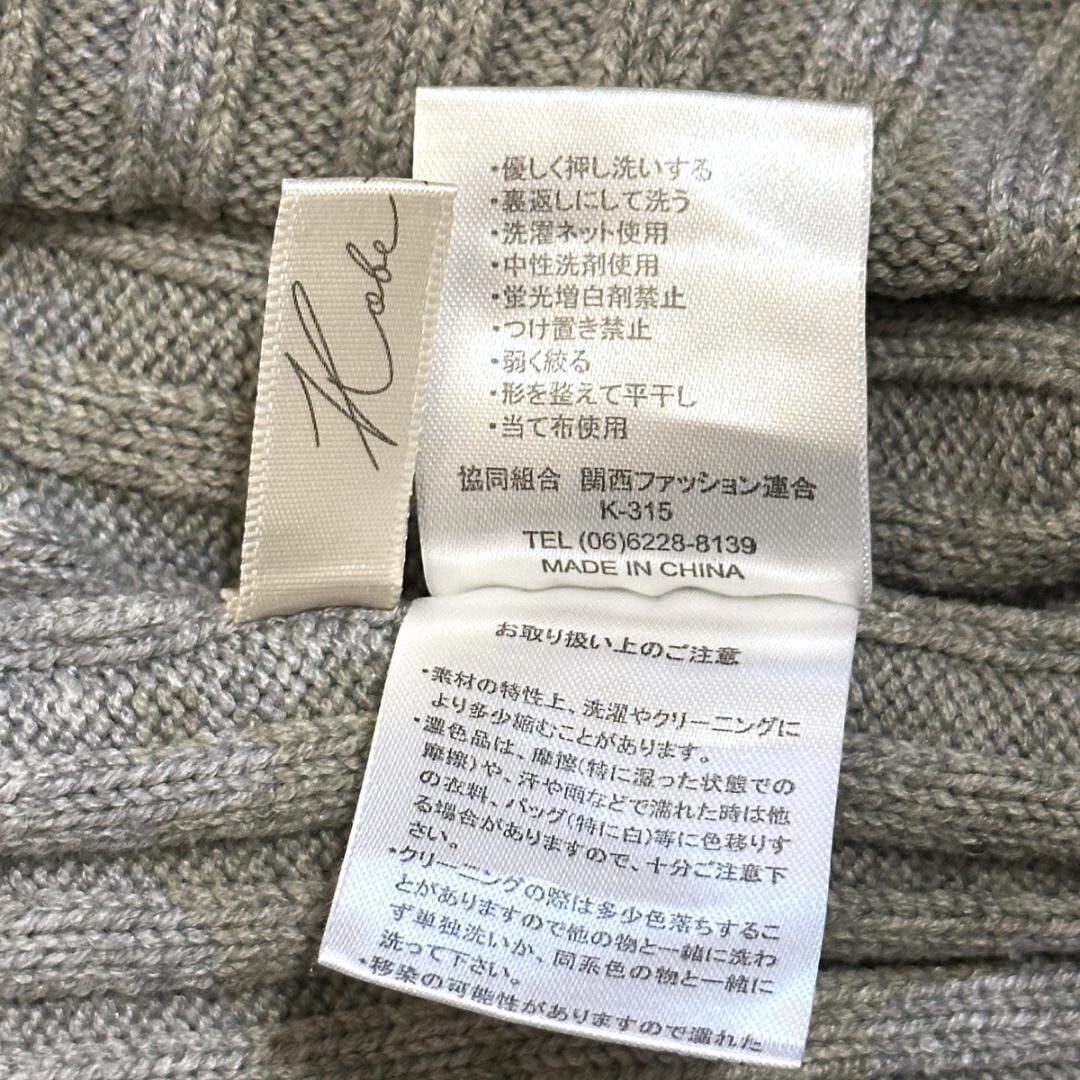 Kobe
・優しく押し洗いする
・裏返しにして洗う
・洗濯ネット使用
・中性洗剤使用
・蛍光増白剤禁止
・つけ置き禁止
・弱く絞る
・形を整えて平干し
・当て布使用
協同組合 関西ファッション連合
K-315
TEL (06)6228-8139
MADE IN CHINA
お取り扱い上のご注意
・素材の特性上、洗濯やクリーニングに
より多少縮むことがあります。
・濃色品は、摩擦(特に湿った状態での
摩擦)や、汗や雨などで濡れた時は他
の衣料、バッグ(特に白)等に色移りす
る場合がありますので、十分ご注意下
さい。
・クリーニングの際は多少色落ちするこ
とがありますので他の物と一緒に洗わ
ず単独洗いか、同系色の物と一緒に
洗って下さい。
・移染の可能性がありますので濡れた